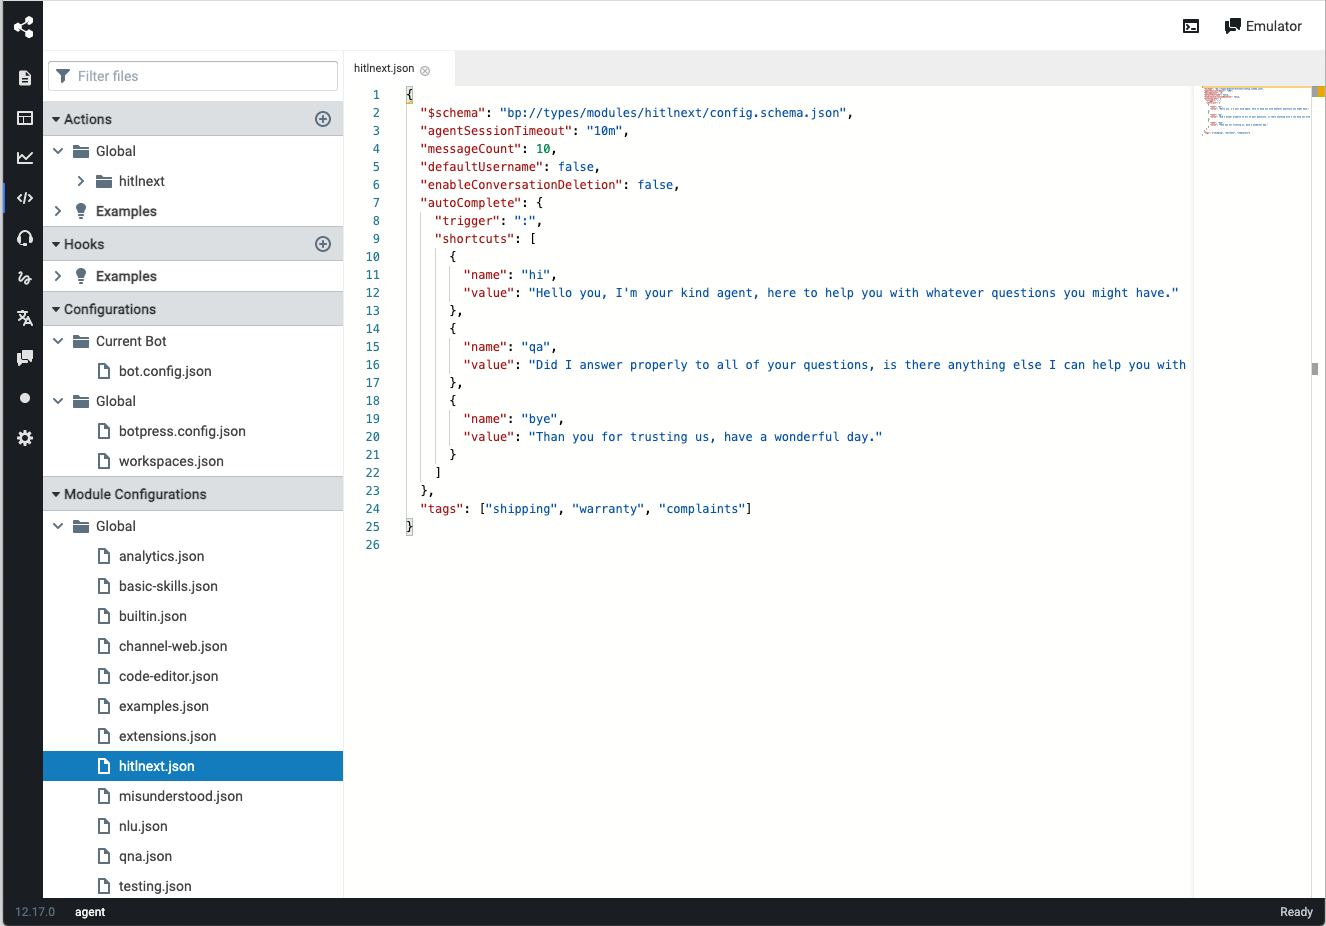 Emulator
Filter files
Actions
Global
hitlnext
Examples
Hooks
Examples
Configurations
Current Bot
bot.config.json
Global
botpress.config.json
workspaces.json
Module Configurations
Global
analytics.json
basic-skills.json
builtin.json
channel-web.json
code-editor.json
examples.json
extensions.json
hitlnext.json
misunderstood.json
nlu.json
qna.json
testing.json
hitlnext.json
1 {
2 "$schema": "bp://types/modules/hitlnext/config.schema.json",
3 "agentSessionTimeout": "10m",
4 "messageCount": 10,
5 "defaultUsername": false,
6 "enableConversationDeletion": false,
7 "autoComplete": {
8 "trigger": ":",
9 "shortcuts": [
10 {
11 "name": "hi",
12 "value": "Hello you, I'm your kind agent, here to help you with whatever questions you might have."
13 },
14 {
15 "name": "qa",
16 "value": "Did I answer properly to all of your questions, is there anything else I can help you with
17 },
18 {
19 "name": "bye",
20 "value": "Than you for trusting us, have a wonderful day."
21 }
22 ]
23 },
24 "tags": ["shipping", "warranty", "complaints"]
25 }
26
12.17.0 agent Ready